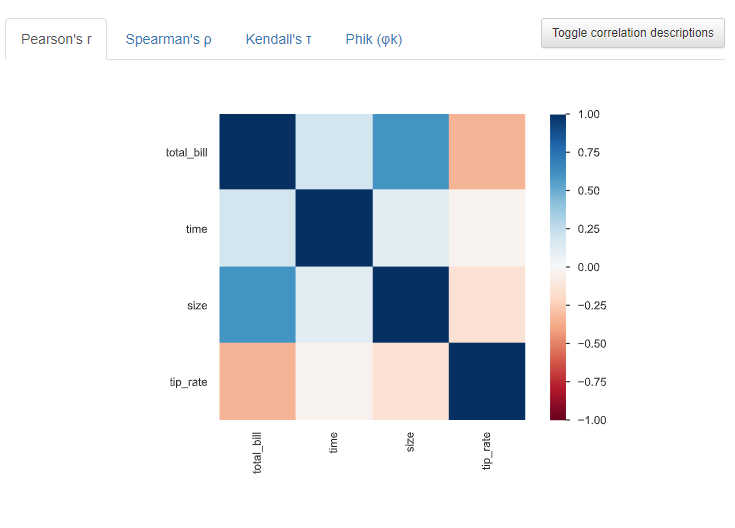 Pearson's r
Spearman's ρ
Kendall's τ
Phik (φk)
Toggle correlation descriptions
total_bill
time
size
tip_rate
total_bill
time
size
tip_rate
1.00
0.75
0.50
0.25
0.00
−0.25
−0.50
−0.75
−1.00